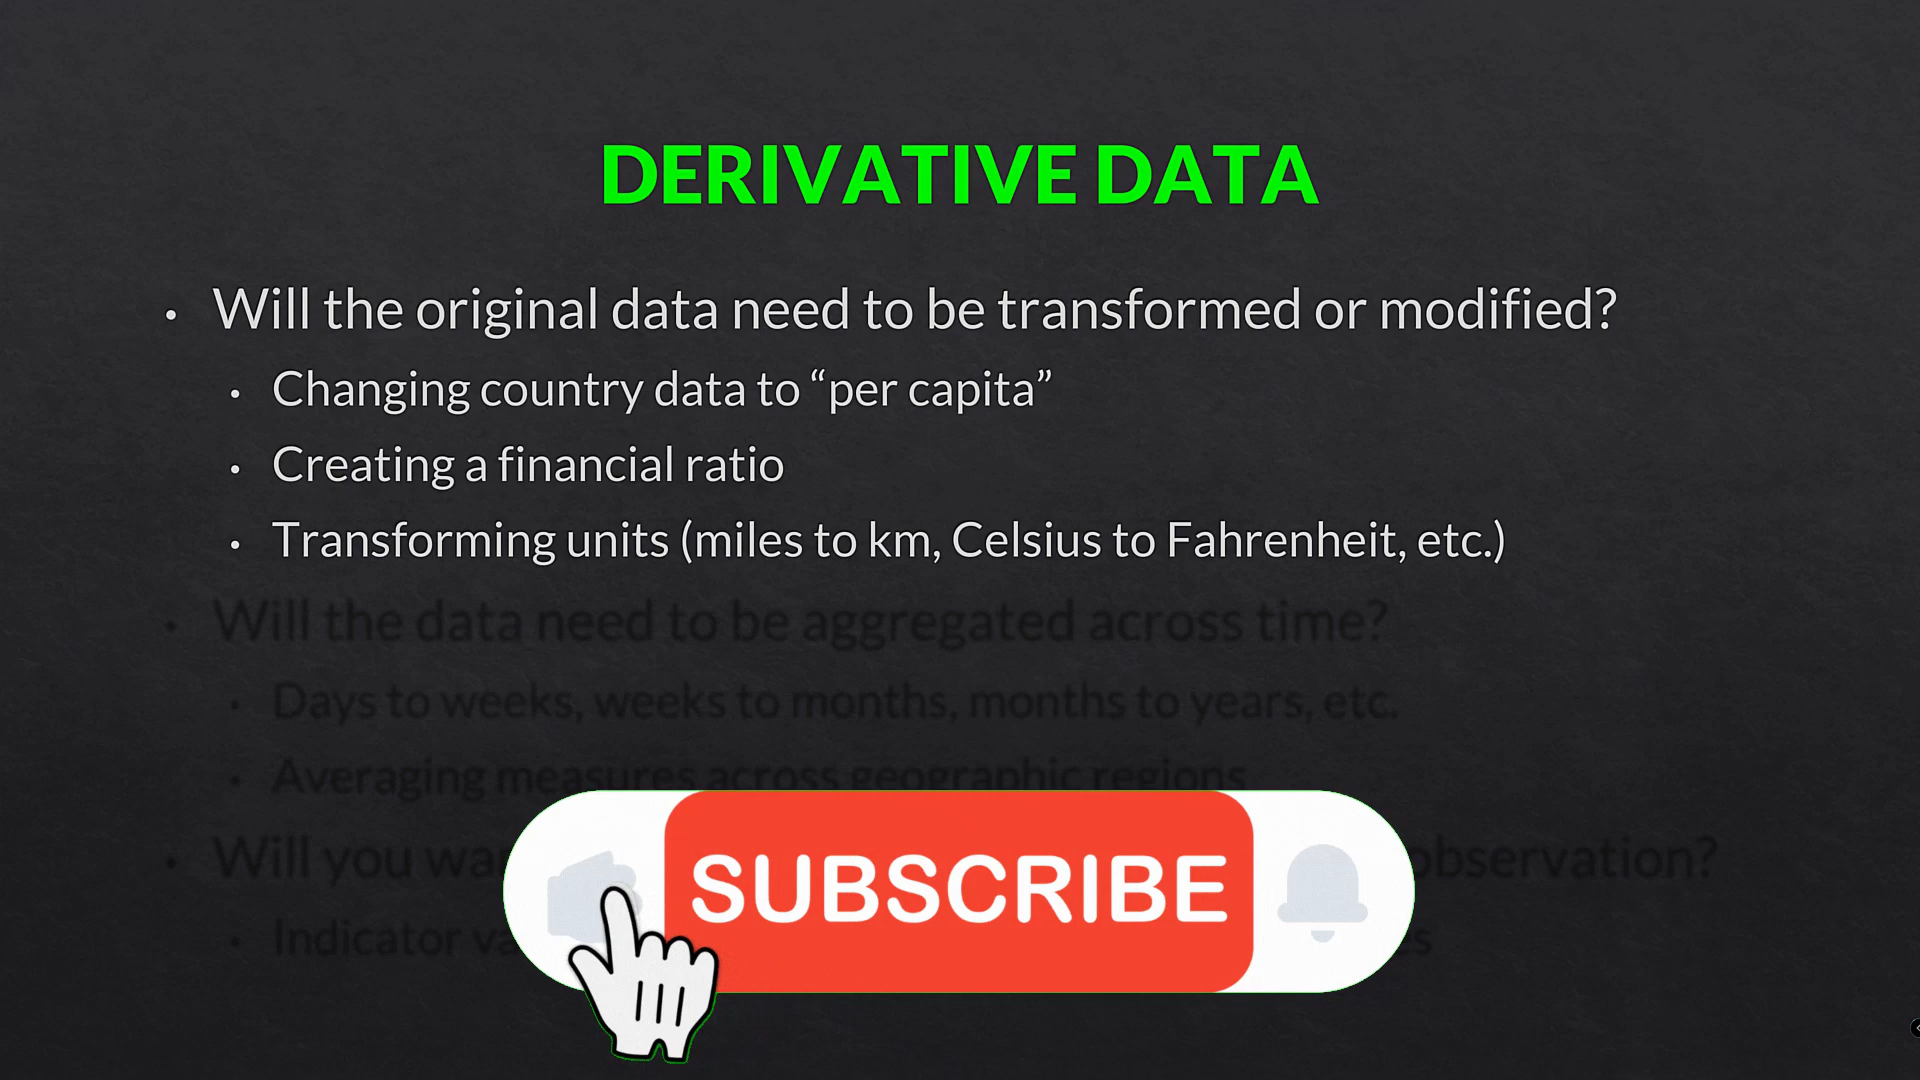 DERIVATIVE DATA
• Will the original data need to be transformed or modified?
• Changing country data to “per capita”
• Creating a financial ratio
• Transforming units (miles to km, Celsius to Fahrenheit, etc.)
• Will the data need to be aggregated across time?
• Days to weeks, weeks to months, months to years, etc.
• Averaging measures across geographic regions
• Will you observation?
• Indicator
SUBSCRIBE